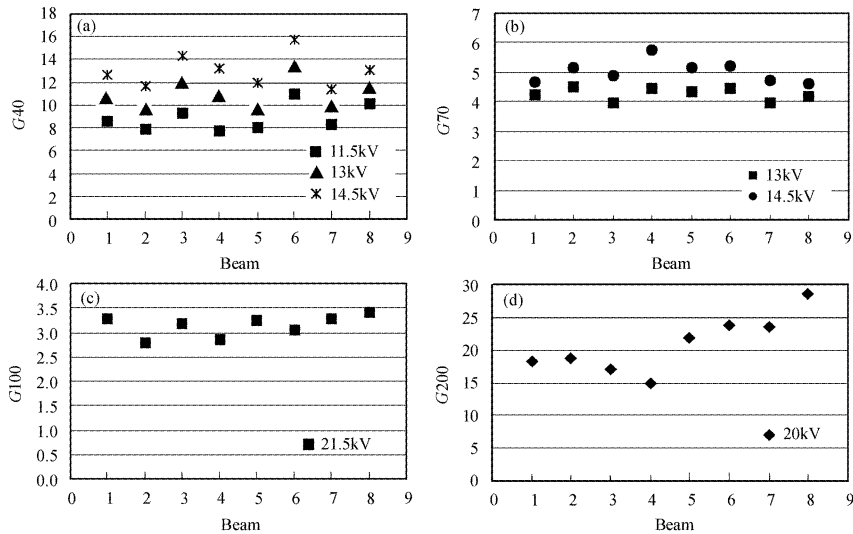 (a)
18
16
14
12
10
8
6
4
2
0
G40
11.5kV
13kV
14.5kV
0 1 2 3 4 5 6 7 8 9
Beam
(b)
7
6
5
4
3
2
1
0
G70
13kV
14.5kV
0 1 2 3 4 5 6 7 8 9
Beam
(c)
4.0
3.5
3.0
2.5
2.0
1.5
1.0
0.5
0.0
G100
21.5kV
0 1 2 3 4 5 6 7 8 9
Beam
(d)
30
25
20
15
10
5
0
G200
20kV
0 1 2 3 4 5 6 7 8 9
Beam